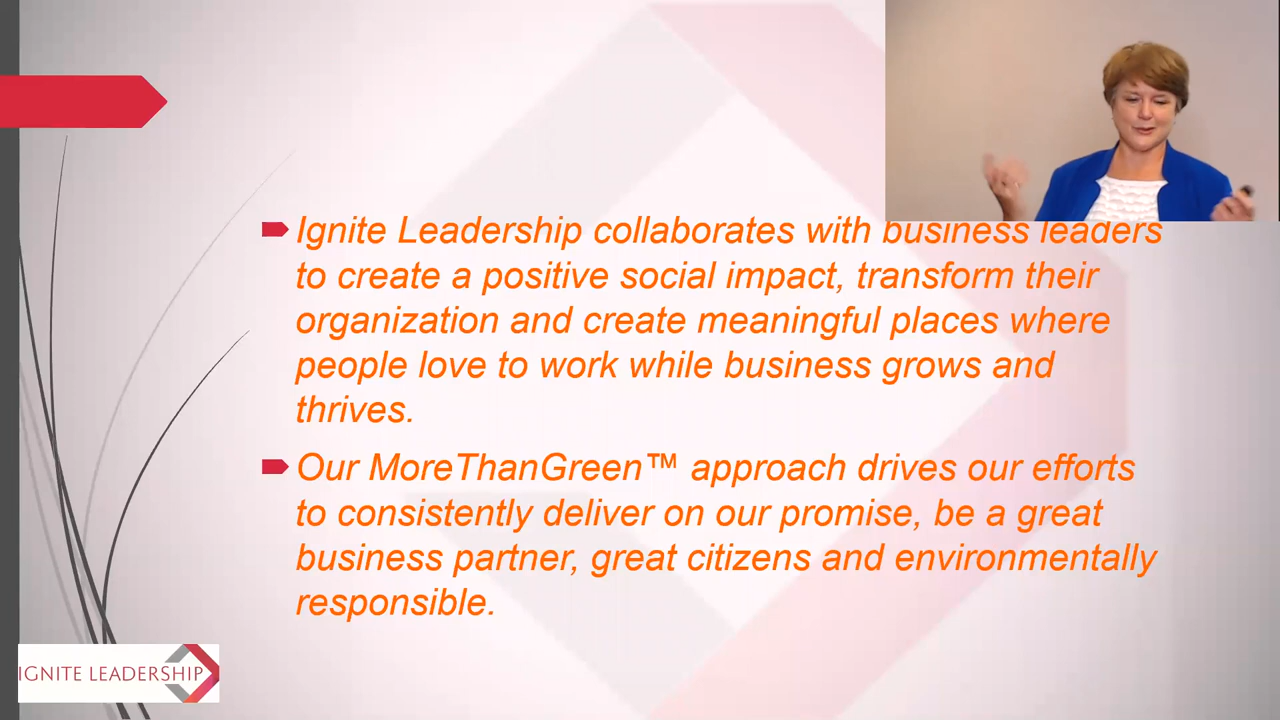 Ignite Leadership collaborates with business leaders
to create a positive social impact, transform their
organization and create meaningful places where
people love to work while business grows and
thrives.
Our MoreThanGreen™ approach drives our efforts
to consistently deliver on our promise, be a great
business partner, great citizens and environmentally
responsible.
IGNITE LEADERSHIP